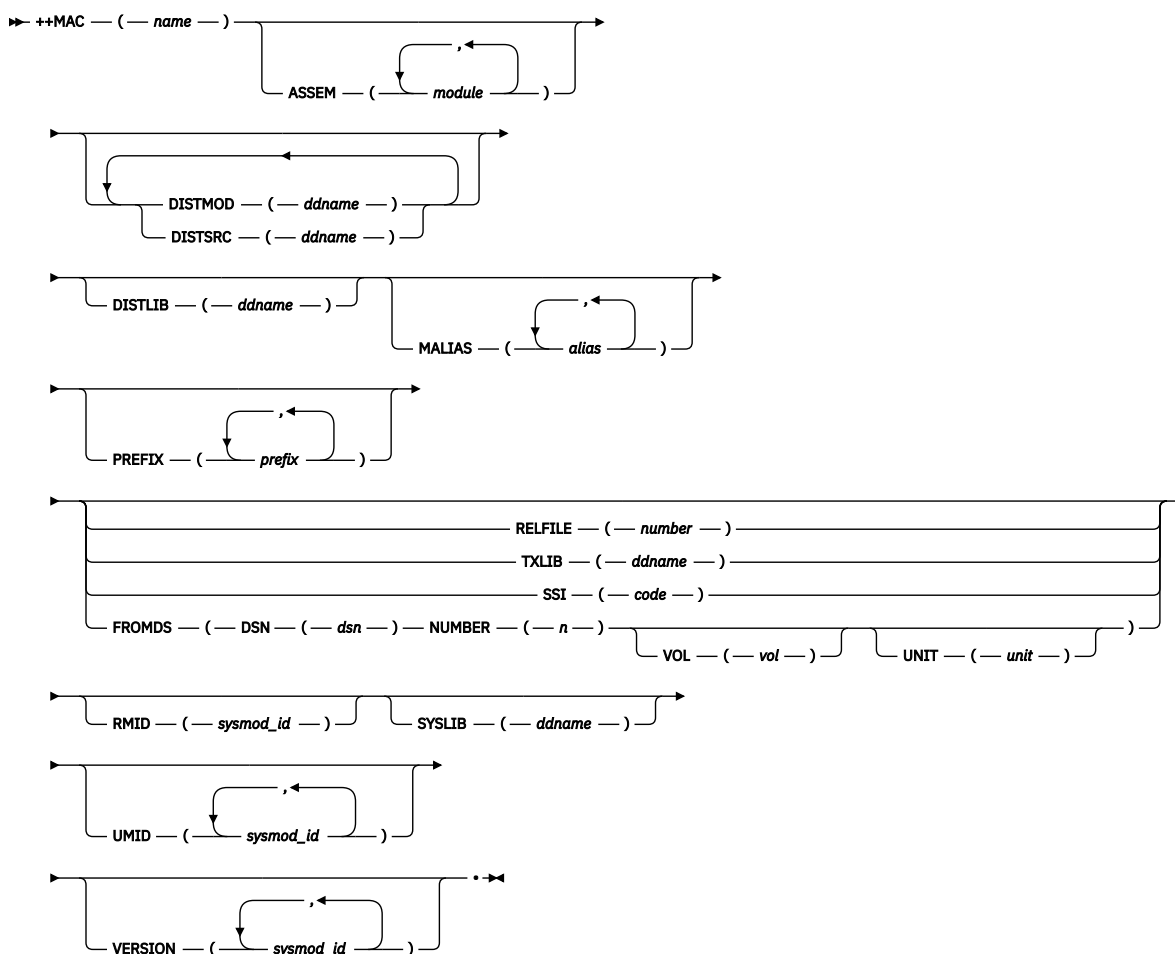 ++MAC ( name )
,
ASSEM ( module )
DISTMOD ( ddname )
DISTSRC ( ddname )
DISTLIB ( ddname )
,
MALIAS ( alias )
,
PREFIX ( prefix )
RELFILE ( number )
TXLIB ( ddname )
SSI ( code )
FROMDS ( DSN ( dsn ) NUMBER ( n ) )
VOL ( vol ) UNIT ( unit )
RMID ( sysmod_id ) SYSLIB ( ddname )
,
UMID ( sysmod_id )
.
,
VERSION ( sysmod_id )